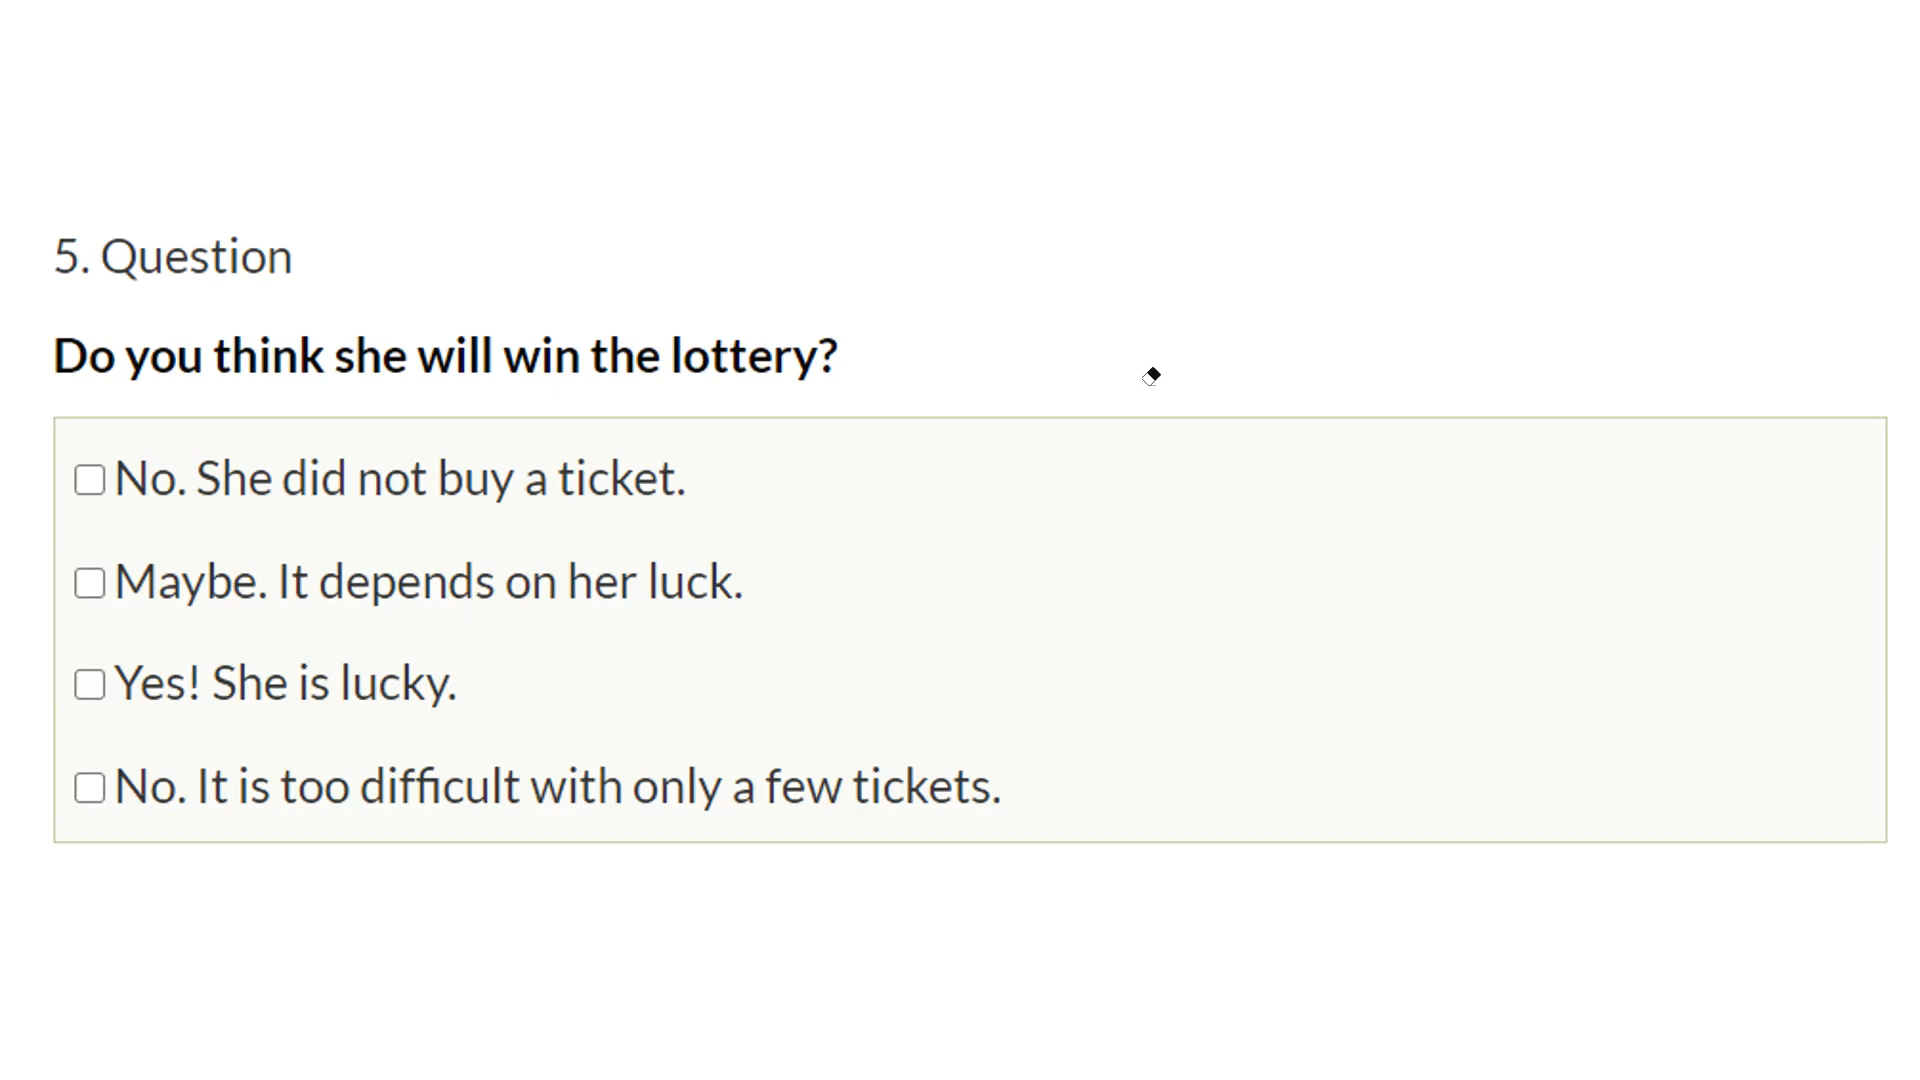 5. Question
Do you think she will win the lottery?
No. She did not buy a ticket.
Maybe. It depends on her luck.
Yes! She is lucky.
No. It is too difficult with only a few tickets.